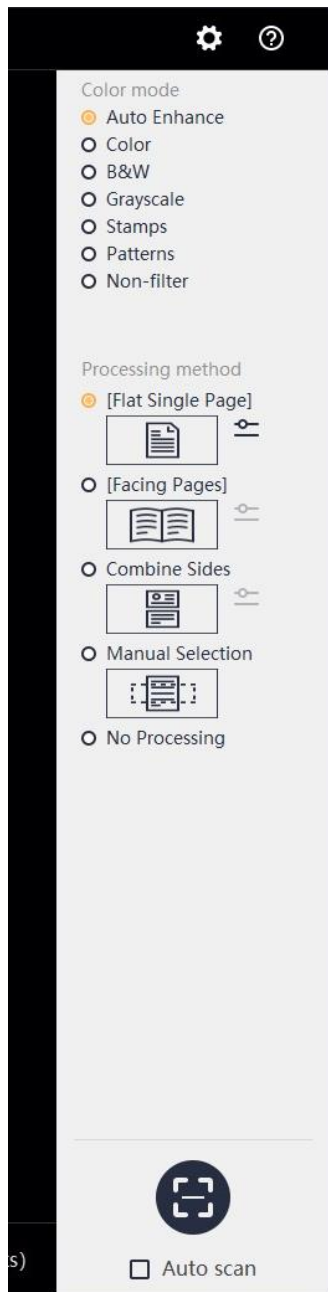 Color mode
Auto Enhance
Color
B&W
Grayscale
Stamps
Patterns
Non-filter
Processing method
[Flat Single Page]
[Facing Pages]
Combine Sides
Manual Selection
No Processing
s)
Auto scan